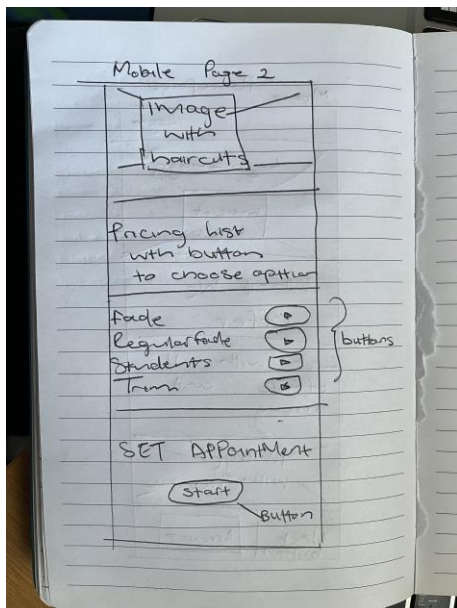 Mobile Page 2
Image
with
haircuts
Pricing list
with button
to choose option
Fade
Regular fade
Students
Trim
buttons
SET APPointMent
Start
Button